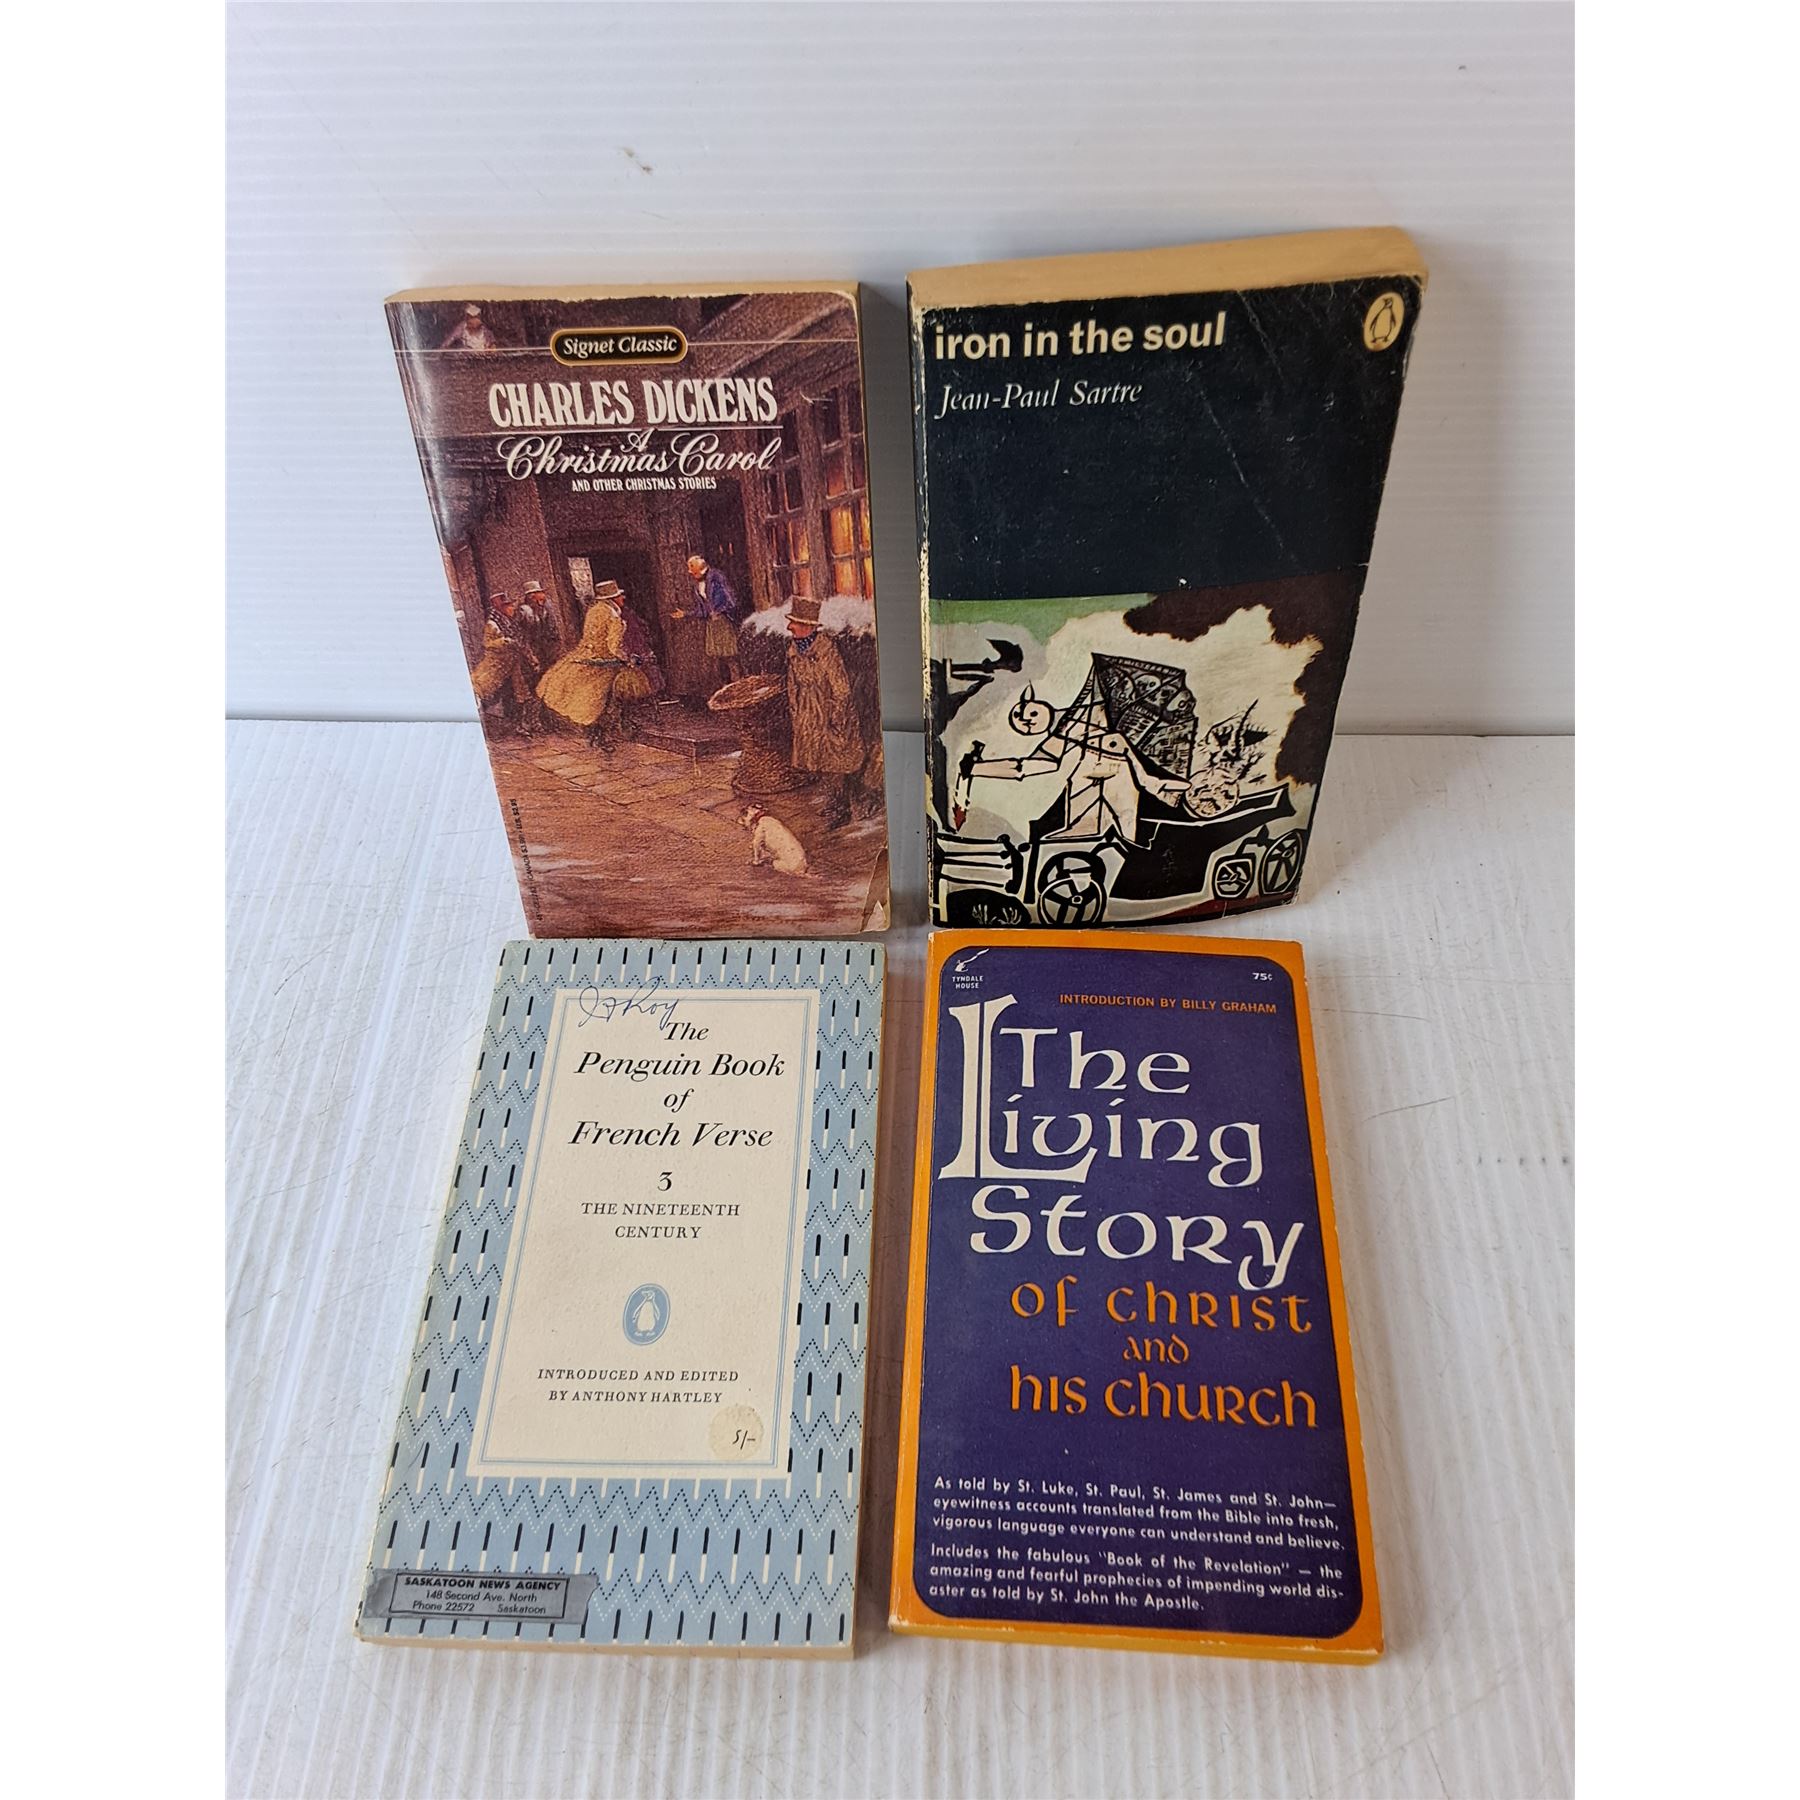 Signet Classic
CHARLES DICKENS
A
Christmas Carol
AND OTHER CHRISTMAS STORIES
iron in the soul
Jean-Paul Sartre
The
Penguin Book
of
French Verse
3
THE NINETEENTH
CENTURY
INTRODUCED AND EDITED
BY ANTHONY HARTLEY
5/-
SASKATOON NEWS AGENCY
148 Second Ave. North
Phone 22572 Saskatoon
TYNDALE
HOUSE
75¢
INTRODUCTION BY BILLY GRAHAM
The
Living
Story
of Christ
and
his Church
As told by St. Luke, St. Paul, St. James and St. John—
eyewitness accounts translated from the Bible into fresh,
vigorous language everyone can understand and believe.
Includes the fabulous "Book of the Revelation" — the
amazing and fearful prophecies of impending world dis-
aster as told by St. John the Apostle.